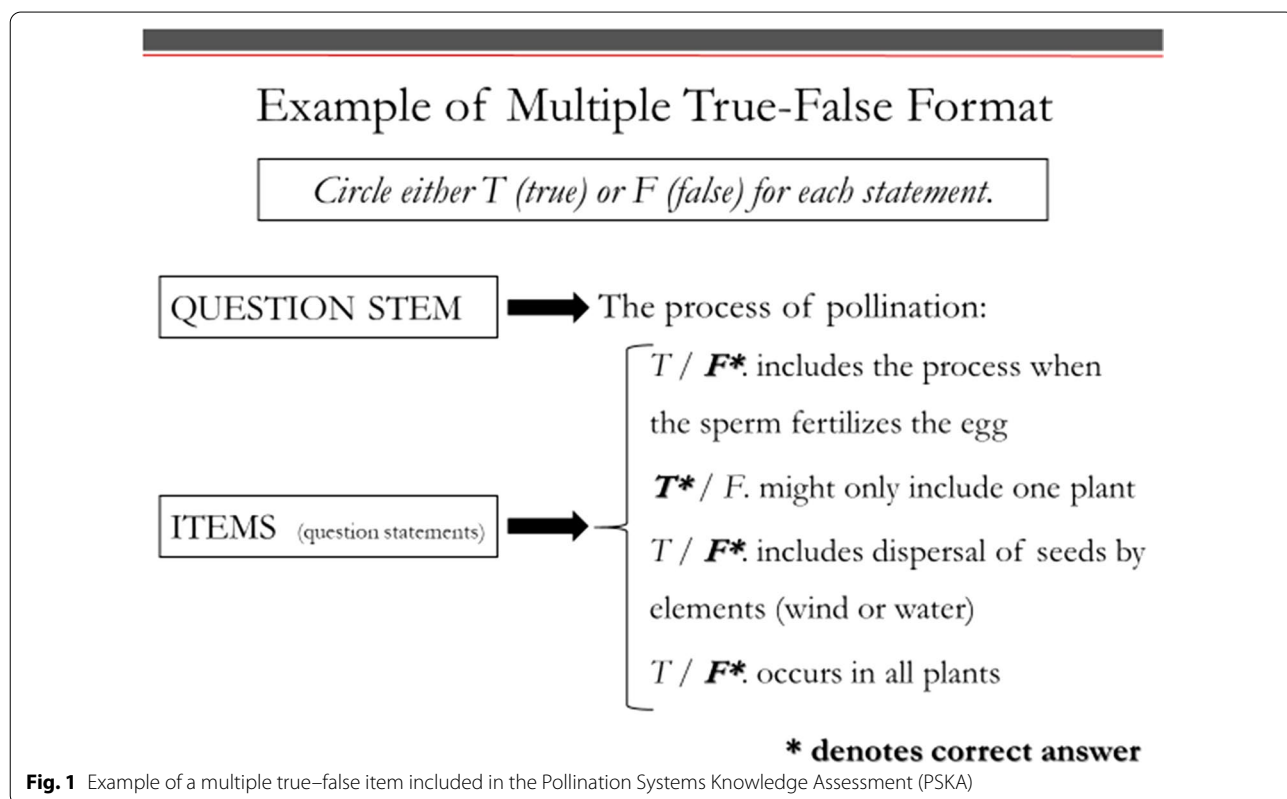 Example of Multiple True-False Format
Circle either T (true) or F (false) for each statement.
QUESTION STEM
The process of pollination:
T / F*. includes the process when
the sperm fertilizes the egg
T* / F. might only include one plant
ITEMS (question statements)
T / F*. includes dispersal of seeds by
elements (wind or water)
T / F*. occurs in all plants
* denotes correct answer
Fig. 1 Example of a multiple true–false item included in the Pollination Systems Knowledge Assessment (PSKA)